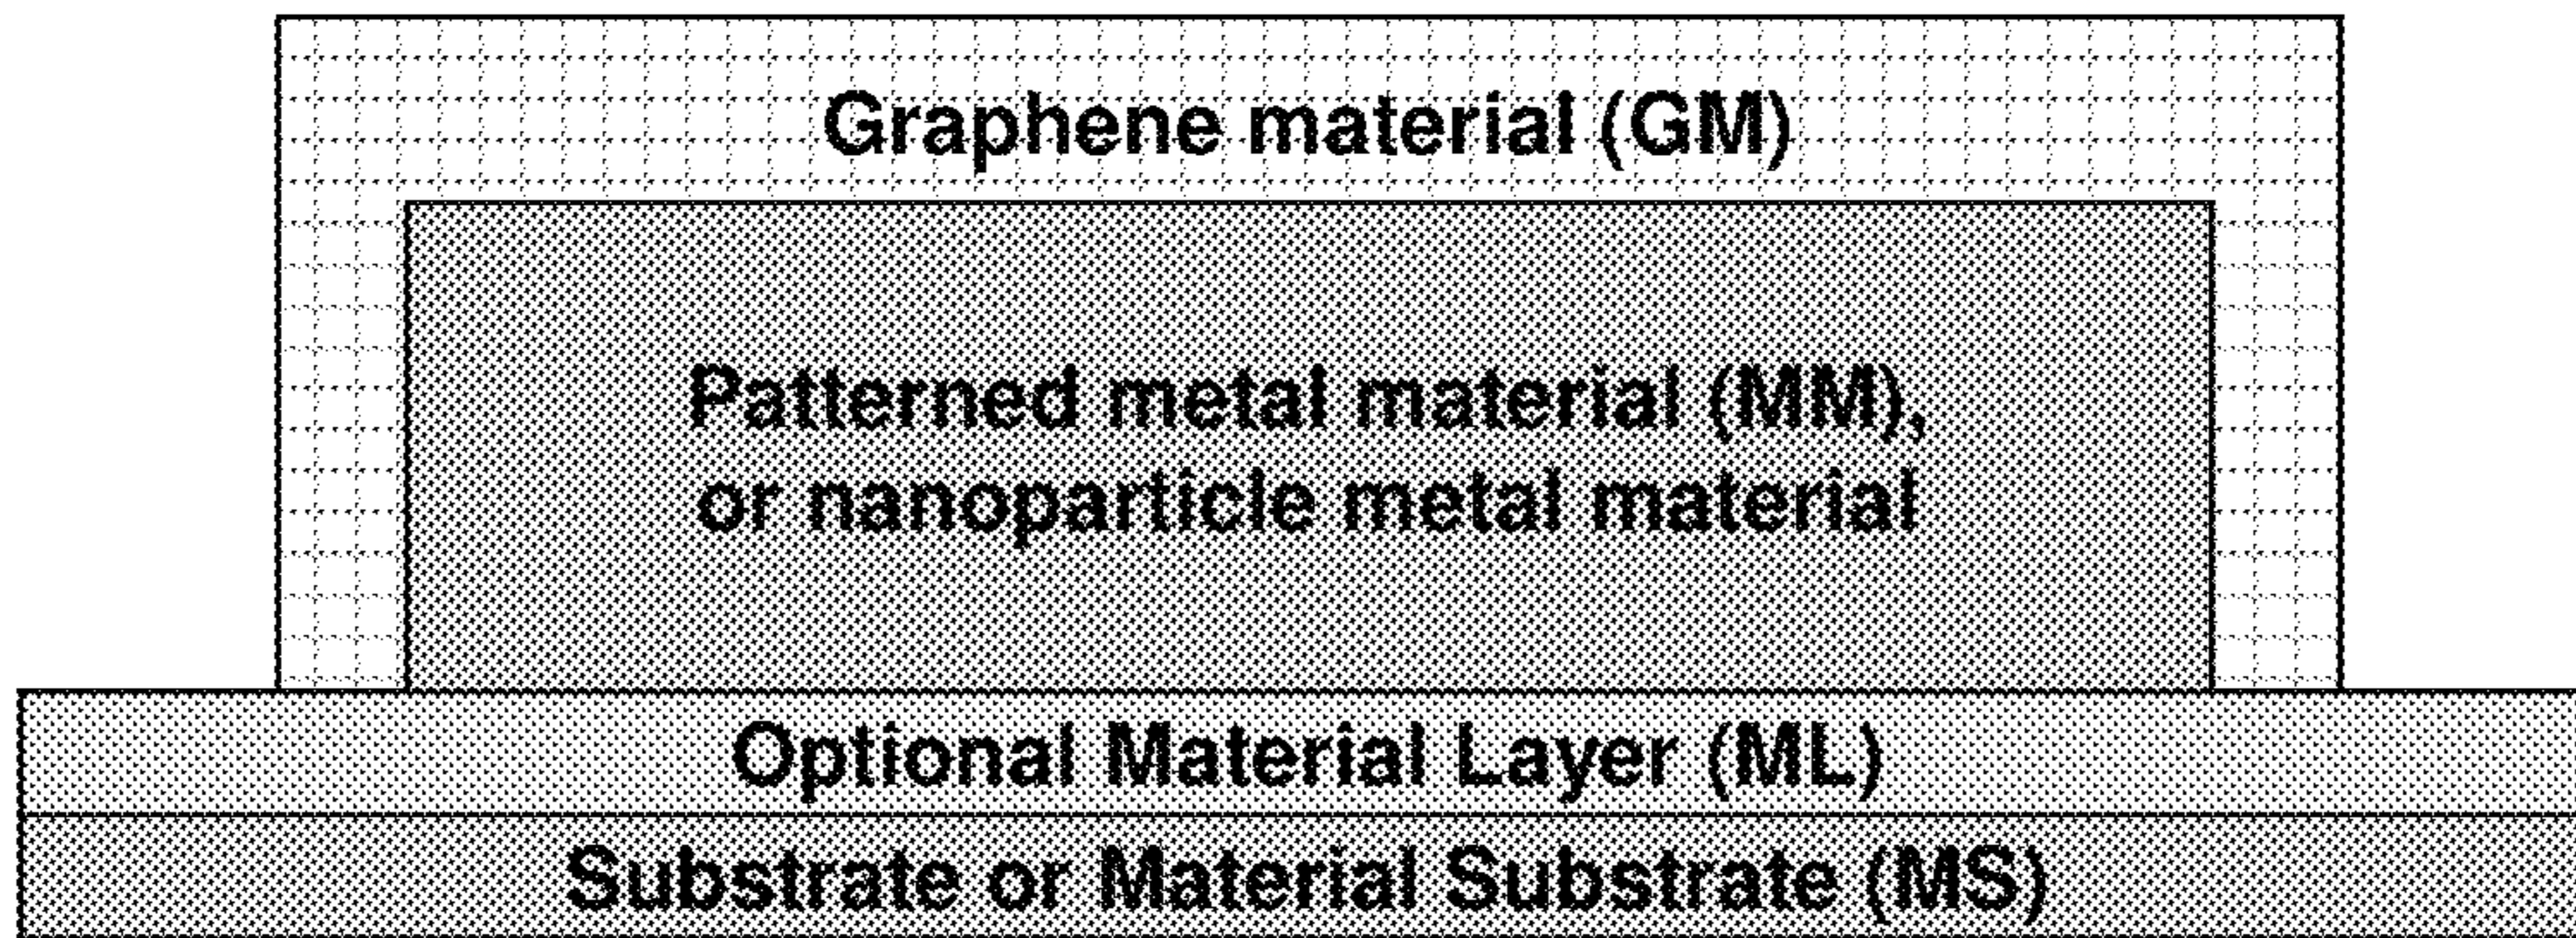 Graphene material (GM)
Patterned metal material (MM),
or nanoparticle metal material
Optional Material Layer (ML)
Substrate or Material Substrate (MS)